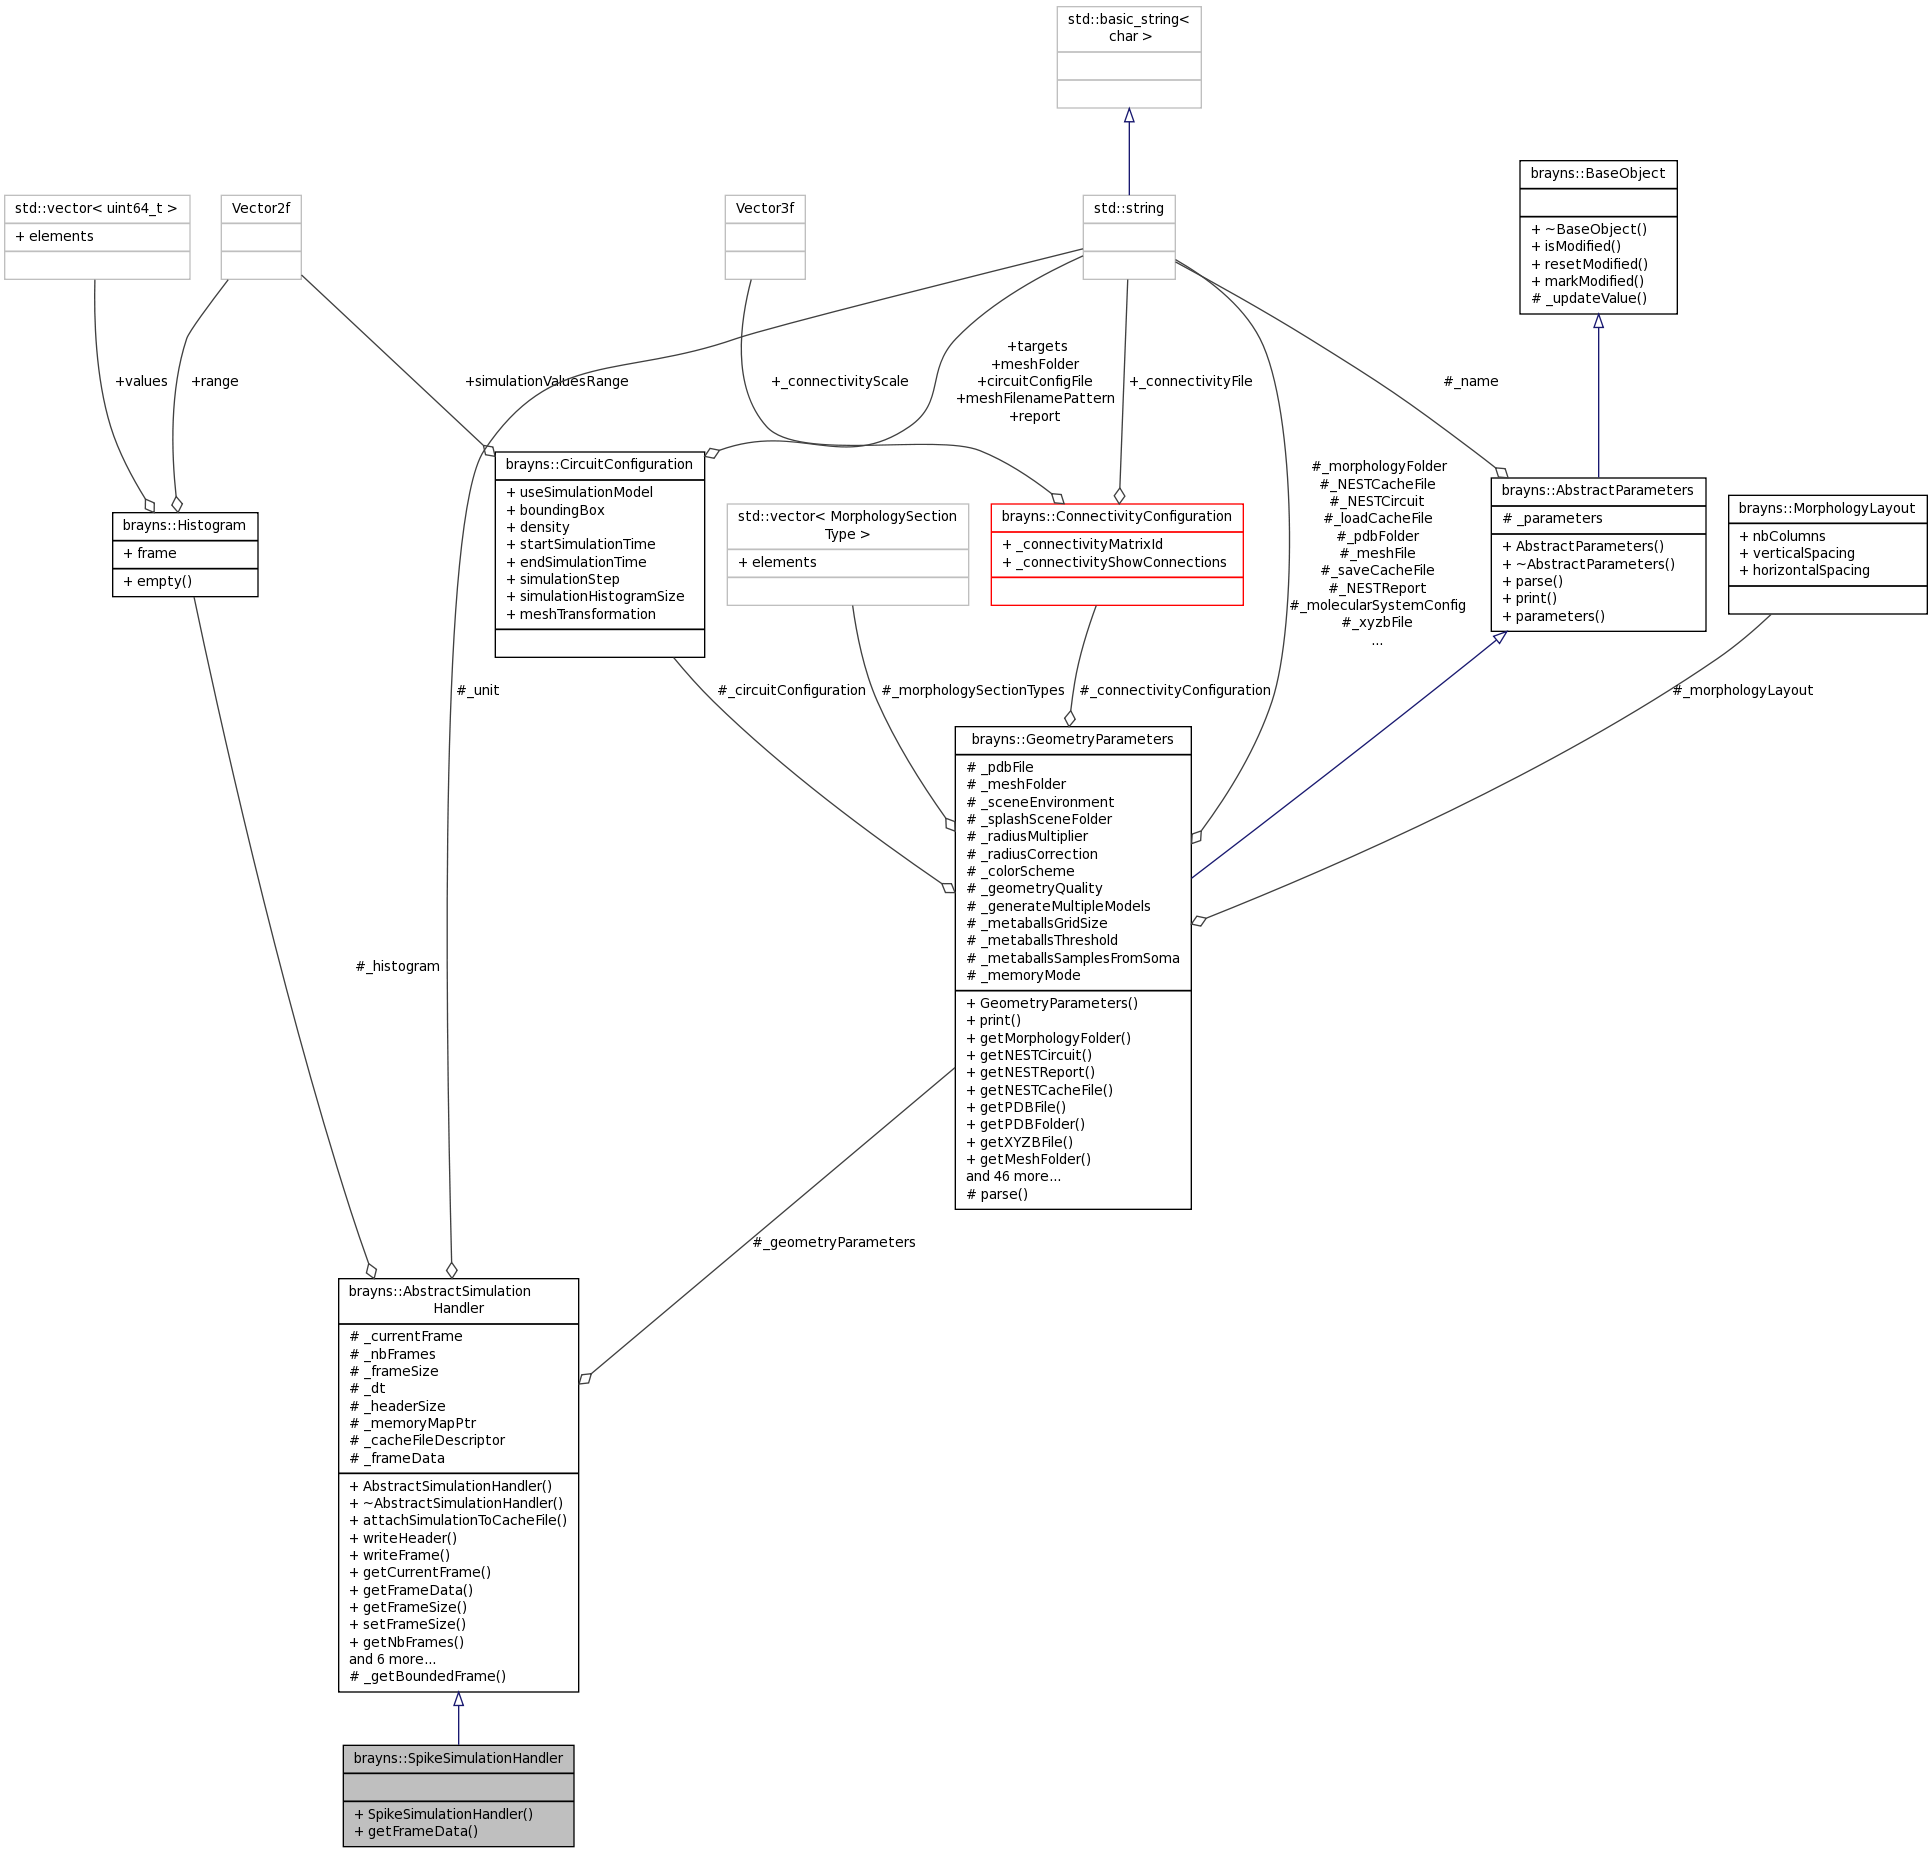 std::basic_string<
char >
brayns::BaseObject
+ ~BaseObject()
+ isModified()
+ resetModified()
+ markModified()
# _updateValue()
std::vector< uint64_t >
+ elements
Vector2f
Vector3f
std::string
+values
+range
+simulationValuesRange
+_connectivityScale
+targets
+meshFolder
+circuitConfigFile
+meshFilenamePattern
+report
+_connectivityFile
#_name
brayns::Histogram
+ frame
+ empty()
brayns::CircuitConfiguration
+ useSimulationModel
+ boundingBox
+ density
+ startSimulationTime
+ endSimulationTime
+ simulationStep
+ simulationHistogramSize
+ meshTransformation
std::vector< MorphologySection
Type >
+ elements
brayns::ConnectivityConfiguration
+ _connectivityMatrixId
+ _connectivityShowConnections
#_morphologyFolder
#_NESTCacheFile
#_NESTCircuit
#_loadCacheFile
#_pdbFolder
#_meshFile
#_saveCacheFile
#_NESTReport
#_molecularSystemConfig
#_xyzbFile
...
brayns::AbstractParameters
# _parameters
+ AbstractParameters()
+ ~AbstractParameters()
+ parse()
+ print()
+ parameters()
brayns::MorphologyLayout
+ nbColumns
+ verticalSpacing
+ horizontalSpacing
#_unit
#_circuitConfiguration
#_morphologySectionTypes
#_connectivityConfiguration
#_morphologyLayout
brayns::GeometryParameters
# _pdbFile
# _meshFolder
# _sceneEnvironment
# _splashSceneFolder
# _radiusMultiplier
# _radiusCorrection
# _colorScheme
# _geometryQuality
# _generateMultipleModels
# _metaballsGridSize
# _metaballsThreshold
# _metaballsSamplesFromSoma
# _memoryMode
+ GeometryParameters()
+ print()
+ getMorphologyFolder()
+ getNESTCircuit()
+ getNESTReport()
+ getNESTCacheFile()
+ getPDBFile()
+ getPDBFolder()
+ getXYZBFile()
+ getMeshFolder()
and 46 more...
# parse()
#_histogram
#_geometryParameters
brayns::AbstractSimulation
Handler
# _currentFrame
# _nbFrames
# _frameSize
# _dt
# _headerSize
# _memoryMapPtr
# _cacheFileDescriptor
# _frameData
+ AbstractSimulationHandler()
+ ~AbstractSimulationHandler()
+ attachSimulationToCacheFile()
+ writeHeader()
+ writeFrame()
+ getCurrentFrame()
+ getFrameData()
+ getFrameSize()
+ setFrameSize()
+ getNbFrames()
and 6 more...
# _getBoundedFrame()
brayns::SpikeSimulationHandler
+ SpikeSimulationHandler()
+ getFrameData()